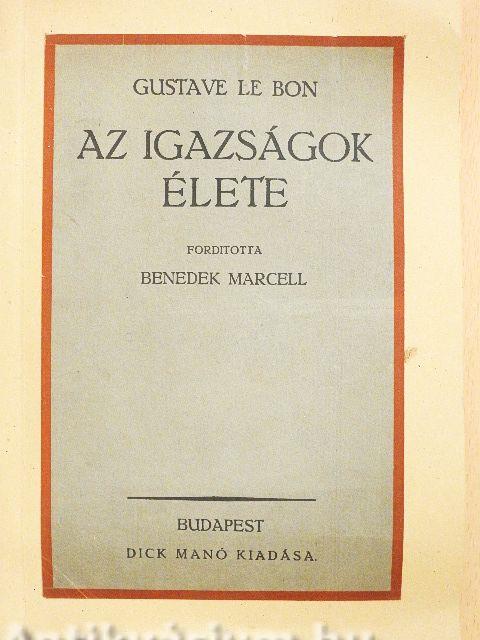 GUSTAVE LE BON
AZ IGAZSÁGOK
ÉLETE
FORDITOTTA
BENEDEK MARCELL
BUDAPEST
DICK MANÓ KIADÁSA.